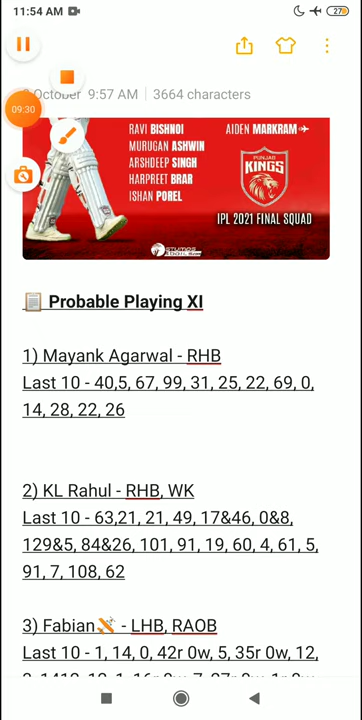 11:54 AM
27
09:30
October 9:57 AM | 3664 characters
RAVI BISHNOI
MURUGAN ASHWIN
ARSHDEEP SINGH
HARPREET BRAR
ISHAN POREL
AIDEN MARKRAM
PUNJAB
KINGS
IPL 2021 FINAL SQUAD
📋 Probable Playing XI
1) Mayank Agarwal - RHB
Last 10 - 40,5, 67, 99, 31, 25, 22, 69, 0,
14, 28, 22, 26
2) KL Rahul - RHB, WK
Last 10 - 63,21, 21, 49, 17&46, 0&8,
129&5, 84&26, 101, 91, 19, 60, 4, 61, 5,
91, 7, 108, 62
3) Fabian - LHB, RAOB
Last 10 - 1, 14, 0, 42r 0w, 5, 35r 0w, 12,